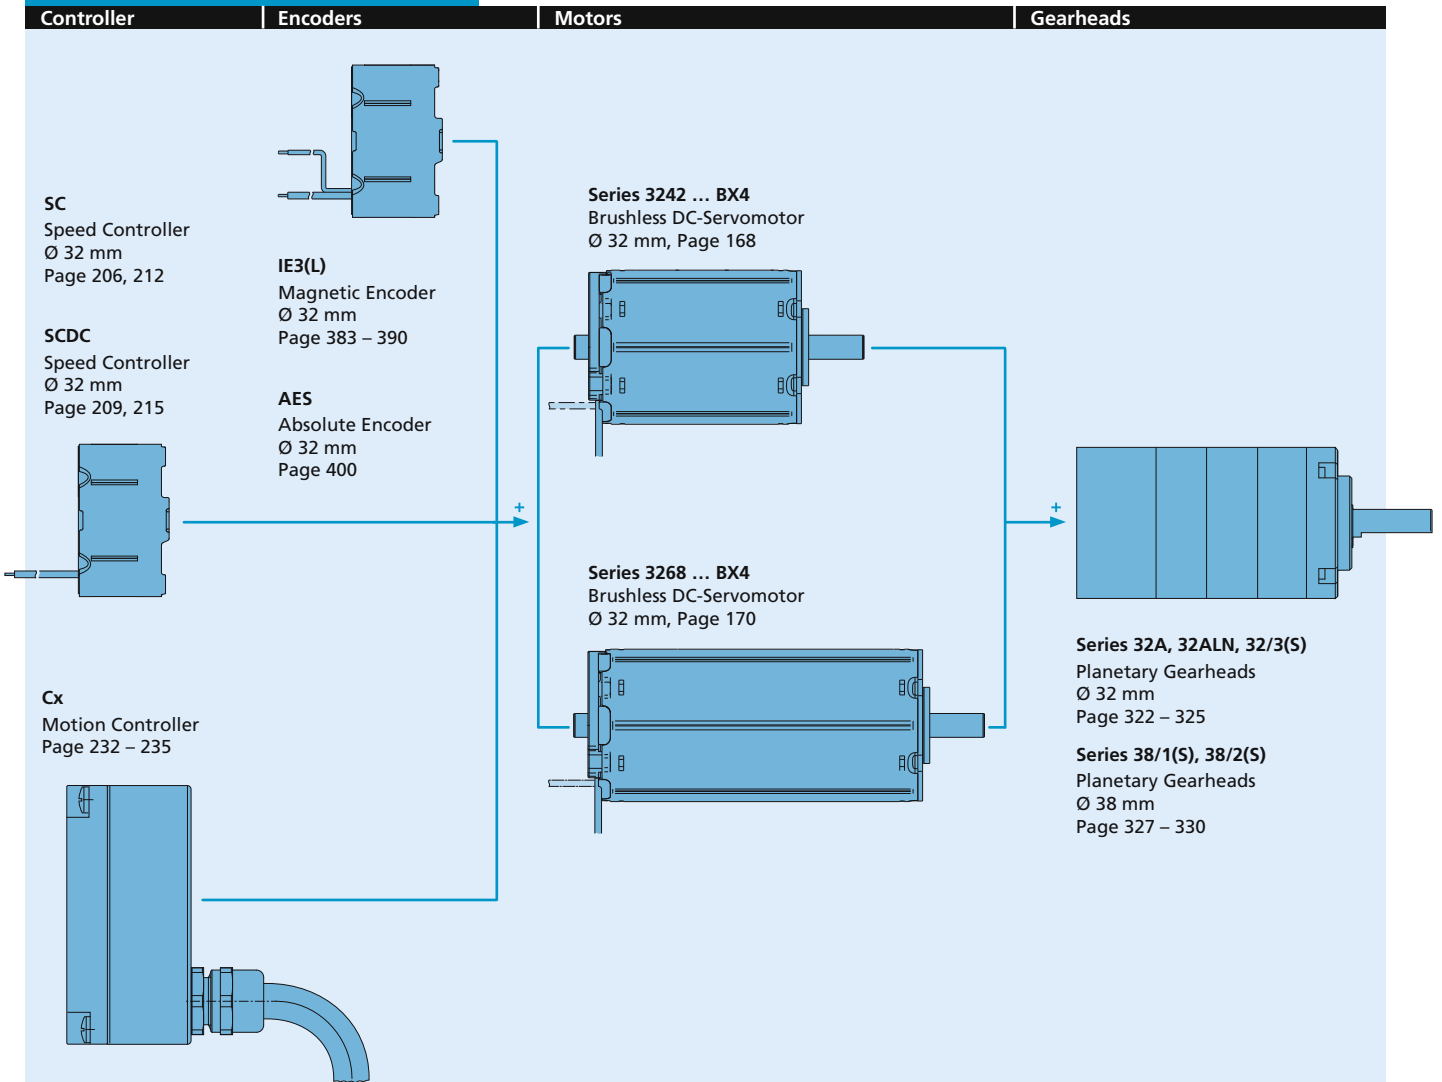 Controller
Encoders
Motors
Gearheads
SC
Speed Controller
Ø 32 mm
Page 206, 212
SCDC
Speed Controller
Ø 32 mm
Page 209, 215
Cx
Motion Controller
Page 232 – 235
IE3(L)
Magnetic Encoder
Ø 32 mm
Page 383 – 390
AES
Absolute Encoder
Ø 32 mm
Page 400
+
Series 3242 … BX4
Brushless DC-Servomotor
Ø 32 mm, Page 168
Series 3268 … BX4
Brushless DC-Servomotor
Ø 32 mm, Page 170
+
Series 32A, 32ALN, 32/3(S)
Planetary Gearheads
Ø 32 mm
Page 322 – 325
Series 38/1(S), 38/2(S)
Planetary Gearheads
Ø 38 mm
Page 327 – 330